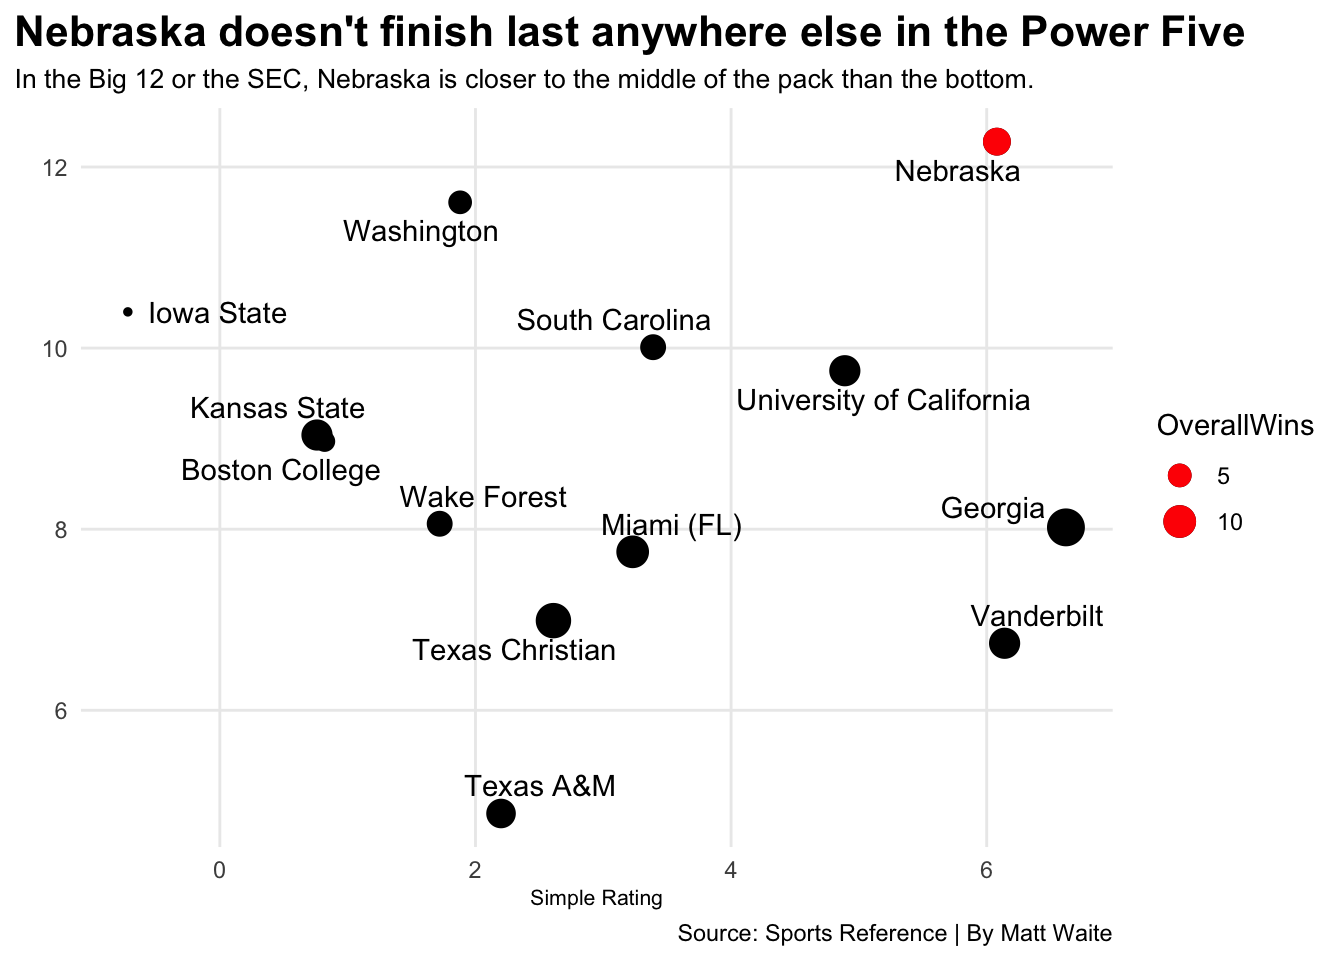 Nebraska doesn't finish last anywhere else in the Power Five
In the Big 12 or the SEC, Nebraska is closer to the middle of the pack than the bottom.
12
Nebraska
Washington
Iowa State
South Carolina
10
University of California
Kansas State
Boston College
OverallWins
5
10
Wake Forest
Georgia
Miami (FL)
8
Vanderbilt
Texas Christian
6
Texas A&M
0 2 4 6
Simple Rating
Source: Sports Reference | By Matt Waite